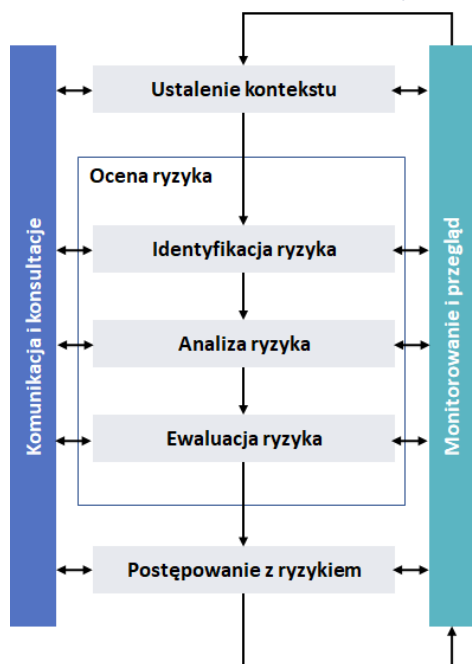 Ustalenie kontekstu
Ocena ryzyka
Identyfikacja ryzyka
Analiza ryzyka
Ewaluacja ryzyka
Postępowanie z ryzykiem
Komunikacja i konsultacje
Monitorowanie i przegląd